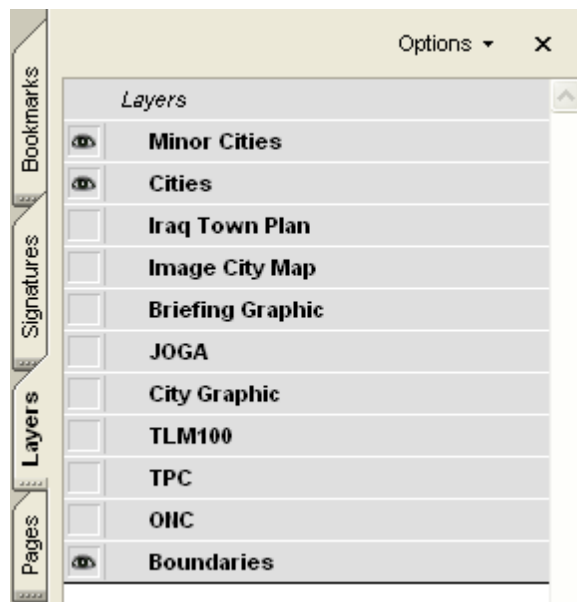 Options
Layers
Minor Cities
Cities
Iraq Town Plan
Image City Map
Briefing Graphic
JOGA
City Graphic
TLM100
TPC
ONC
Boundaries
Bookmarks
Signatures
Layers
Pages